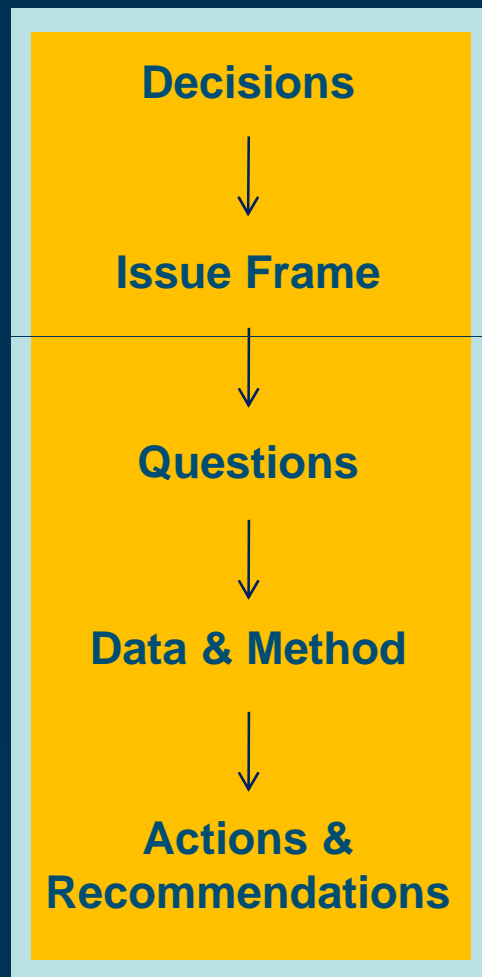 Decisions
Issue Frame
Questions
Data & Method
Actions &
Recommendations